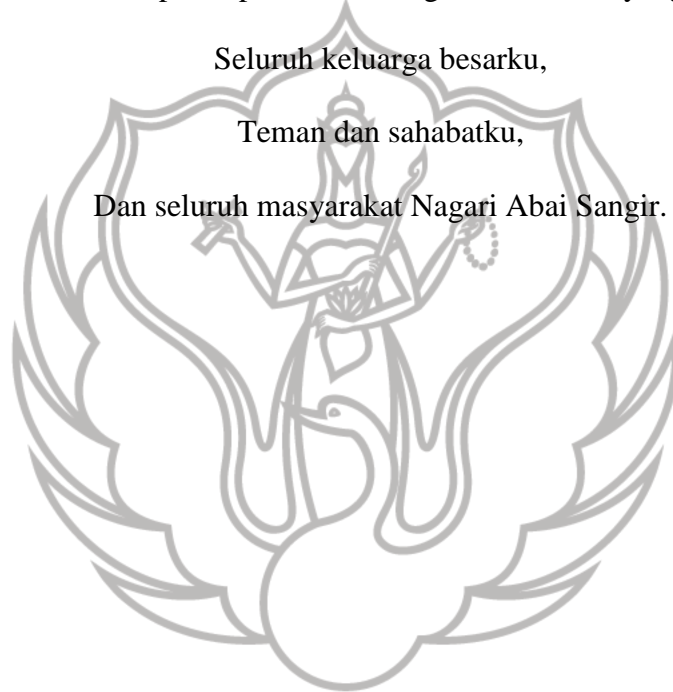 Seluruh keluarga besarku,
Teman dan sahabatku,
Dan seluruh masyarakat Nagari Abai Sangir.